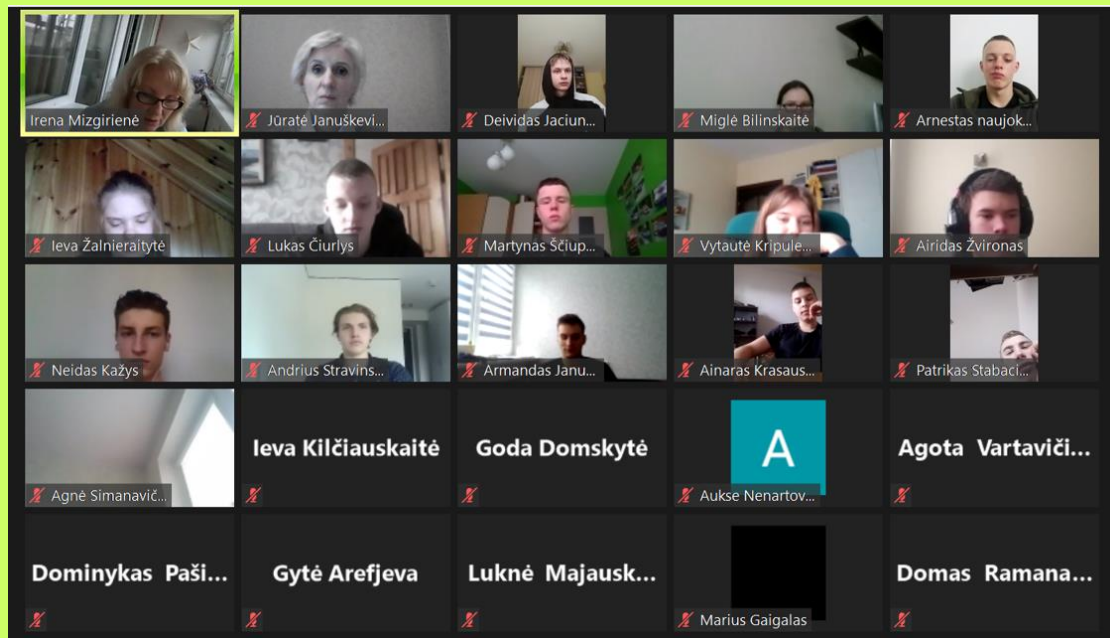 Irena Mizgirienė
Jūratė Januškevi...
Deividas Jaciun...
Miglė Bilinskaitė
Arnestas naujok...
Ieva Žalnieraitytė
Lukas Čiurlys
Martynas Ščiup...
Vytautė Kripule...
Airidas Žvironas
Neidas Kažys
Andrius Stravins...
Armandas Janu...
Ainaras Krasaus...
Patrikas Stabaci...
Agnė Simanavič...
Ieva Kilčiauskaitė
Goda Domskytė
A
Aukse Nenartov...
Agota Vartaviči...
Dominykas Paši...
Gytė Arefjeva
Luknė Majausk...
Marius Gaigalas
Domas Ramana...